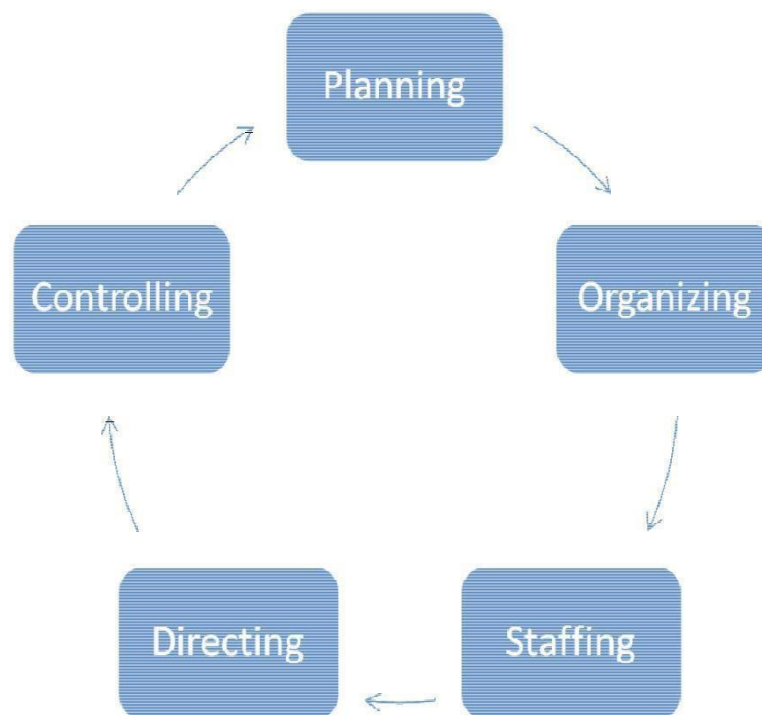 Planning
Organizing
Staffing
Directing
Controlling